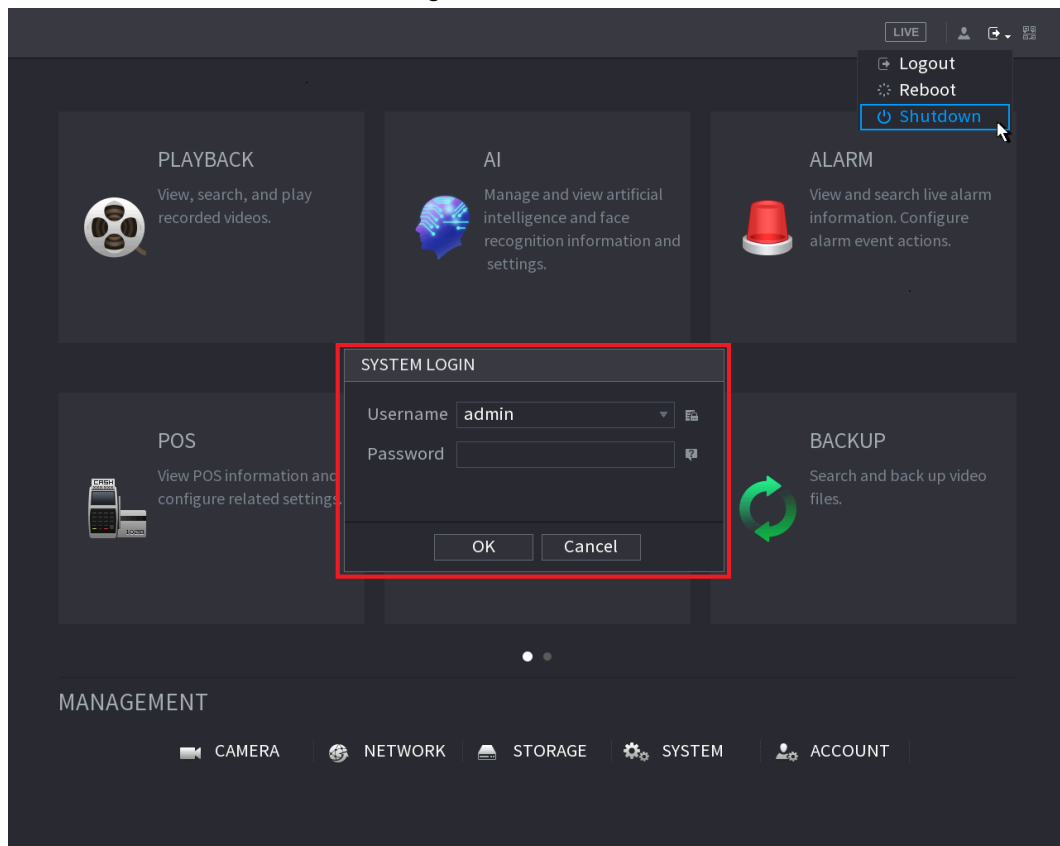 LIVE
Logout
Reboot
Shutdown
PLAYBACK
View, search, and play
recorded videos.
AI
Manage and view artificial
intelligence and face
recognition information and
settings.
ALARM
View and search live alarm
information. Configure
alarm event actions.
SYSTEM LOGIN
Username admin
Password
OK Cancel
POS
View POS information and
configure related settings.
CASH
BACKUP
Search and back up video
files.
MANAGEMENT
CAMERA NETWORK STORAGE SYSTEM ACCOUNT